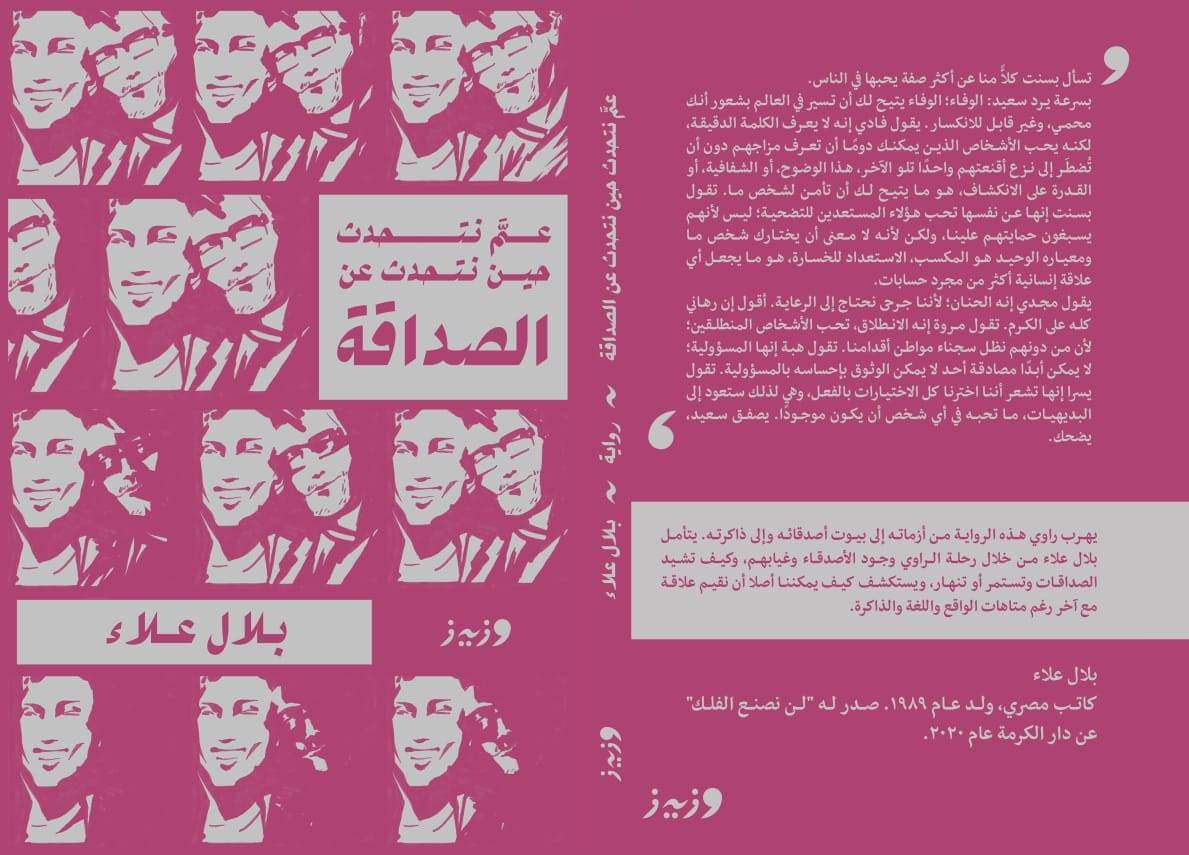 عمَّ نتحدث
حين نتحدث عن
الصداقة
بلال علاء
وزيز
عمَّ نتحدث حين نتحدث عن الصداقة ~ رواية ~ بلال علاء
وزيز
تسأل بسنت كلاًّ منا عن أكثر صفة يحبها في الناس.
بسرعة يرد سعيد: الوفاء؛ الوفاء يتيح لك أن تسير في العالم بشعور أنك
محمي، وغير قابل للانكسار. يقول فادي إنه لا يعرف الكلمة الدقيقة،
لكنه يحب الأشخاص الذين يمكنك دومًا أن تعرف مزاجهم دون أن
تُضطَر إلى نزع أقنعتهم واحدًا تلو الآخر، هذا الوضوح، أو الشفافية، أو
القدرة على الانكشاف، هو ما يتيح لك أن تأمن لشخص ما. تقول
بسنت إنها عن نفسها تحب هؤلاء المستعدين للتضحية؛ ليس لأنهم
يسبغون حمايتهم علينا، ولكن لأنه لا معنى أن يختارك شخص ما
ومعياره الوحيد هو المكسب، الاستعداد للخسارة، هو ما يجعل أي
علاقة إنسانية أكثر من مجرد حسابات.
يقول مجدي إنه الحنان؛ لأننا جرحى نحتاج إلى الرعاية. أقول إن رهاني
كله على الكرم. تقول مروة إنه الانطلاق، تحب الأشخاص المنطلقين؛
لأن من دونهم نظل سجناء مواطن أقدامنا. تقول هبة إنها المسؤولية؛
لا يمكن أبدًا مصادقة أحد لا يمكن الوثوق بإحساسه بالمسؤولية. تقول
يسرا إنها تشعر أننا اخترنا كل الاختيارات بالفعل، وهي لذلك ستعود إلى
البديهيات، ما تحبه في أي شخص أن يكون موجودًا. يصفق سعيد،
يضحك.
يهرب راوي هذه الرواية من أزماته إلى بيوت أصدقائه وإلى ذاكرته. يتأمل
بلال علاء من خلال رحلة الراوي وجود الأصدقاء وغيابهم، وكيف تشيد
الصداقات وتستمر أو تنهار، ويستكشف كيف يمكننا أصلا أن نقيم علاقة
مع آخر رغم متاهات الواقع واللغة والذاكرة.
بلال علاء
كاتب مصري، ولد عام ١٩٨٩. صدر له "لن نصنع الفلك"
عن دار الكرمة عام ٢٠٢٠.
وزيز